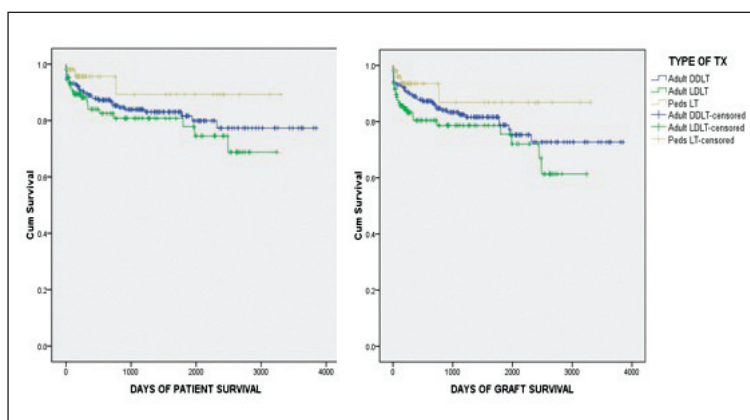 1.0
0.8
0.6
0.4
0.2
0.0
Cum Survival
0 1000 2000 3000 4000
DAYS OF PATIENT SURVIVAL
1.0
0.8
0.6
0.4
0.2
0.0
Cum Survival
0 1000 2000 3000 4000
DAYS OF GRAFT SURVIVAL
TYPE OF TX
Adult DDLT
Adult LDLT
Peds LT
Adult DDLT-censored
Adult LDLT-censored
Peds LT-censored